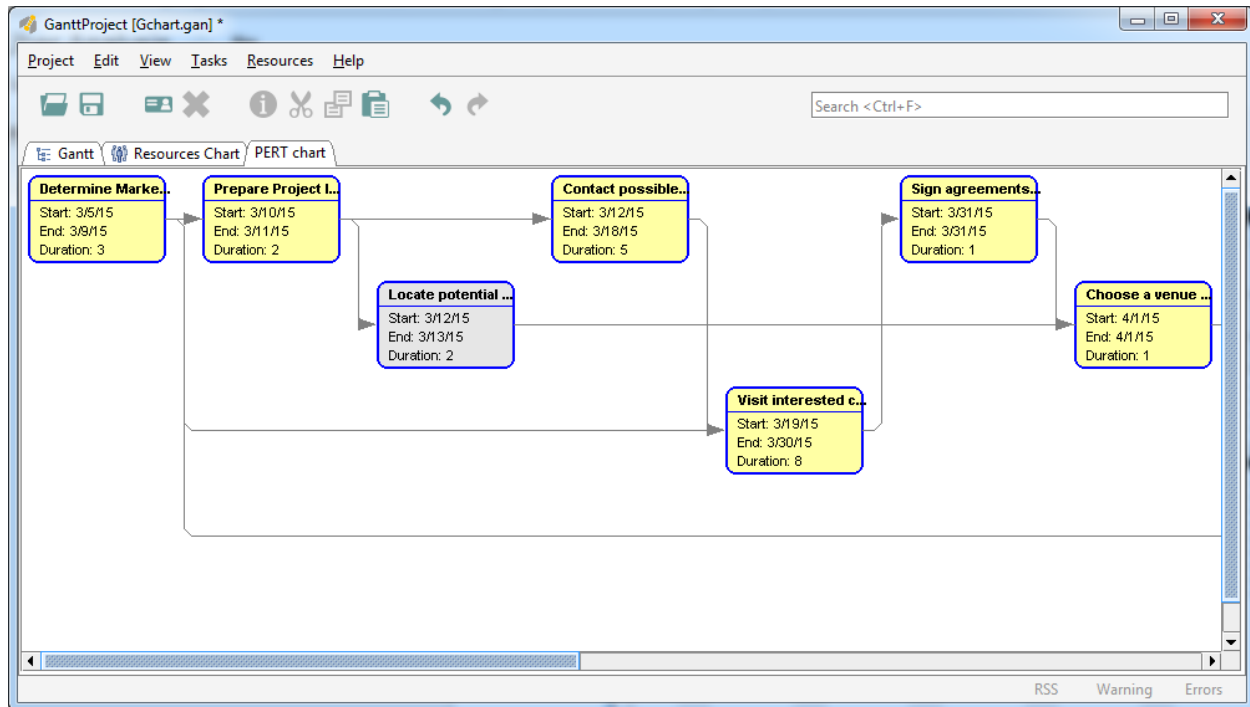 GanttProject [Gchart.gan] *
Project Edit View Tasks Resources Help
Search <Ctrl+F>
Gantt Resources Chart PERT chart
Determine Marke...
Start: 3/5/15
End: 3/9/15
Duration: 3
Prepare Project I...
Start: 3/10/15
End: 3/11/15
Duration: 2
Contact possible...
Start: 3/12/15
End: 3/18/15
Duration: 5
Sign agreements...
Start: 3/31/15
End: 3/31/15
Duration: 1
Locate potential ...
Start: 3/12/15
End: 3/13/15
Duration: 2
Choose a venue ...
Start: 4/1/15
End: 4/1/15
Duration: 1
Visit interested c...
Start: 3/19/15
End: 3/30/15
Duration: 8
RSS Warning Errors